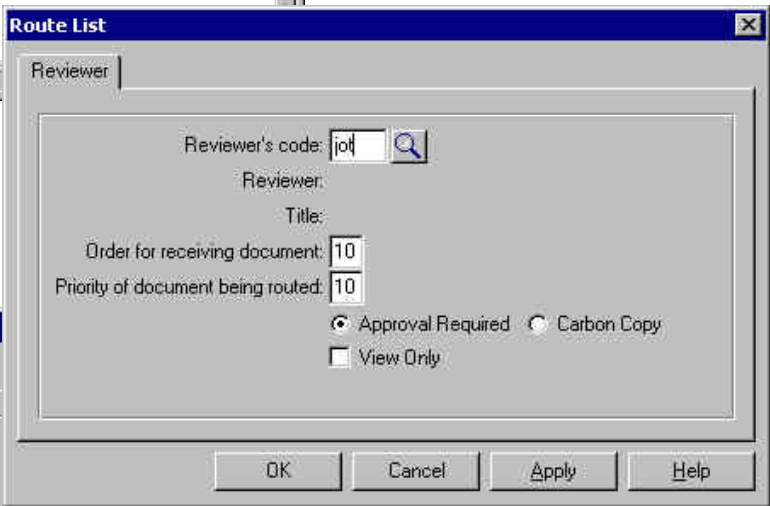 Route List
Reviewer
Reviewer's code: jot
Reviewer:
Title:
Order for receiving document: 10
Priority of document being routed: 10
Approval Required Carbon Copy
View Only
OK Cancel Apply Help